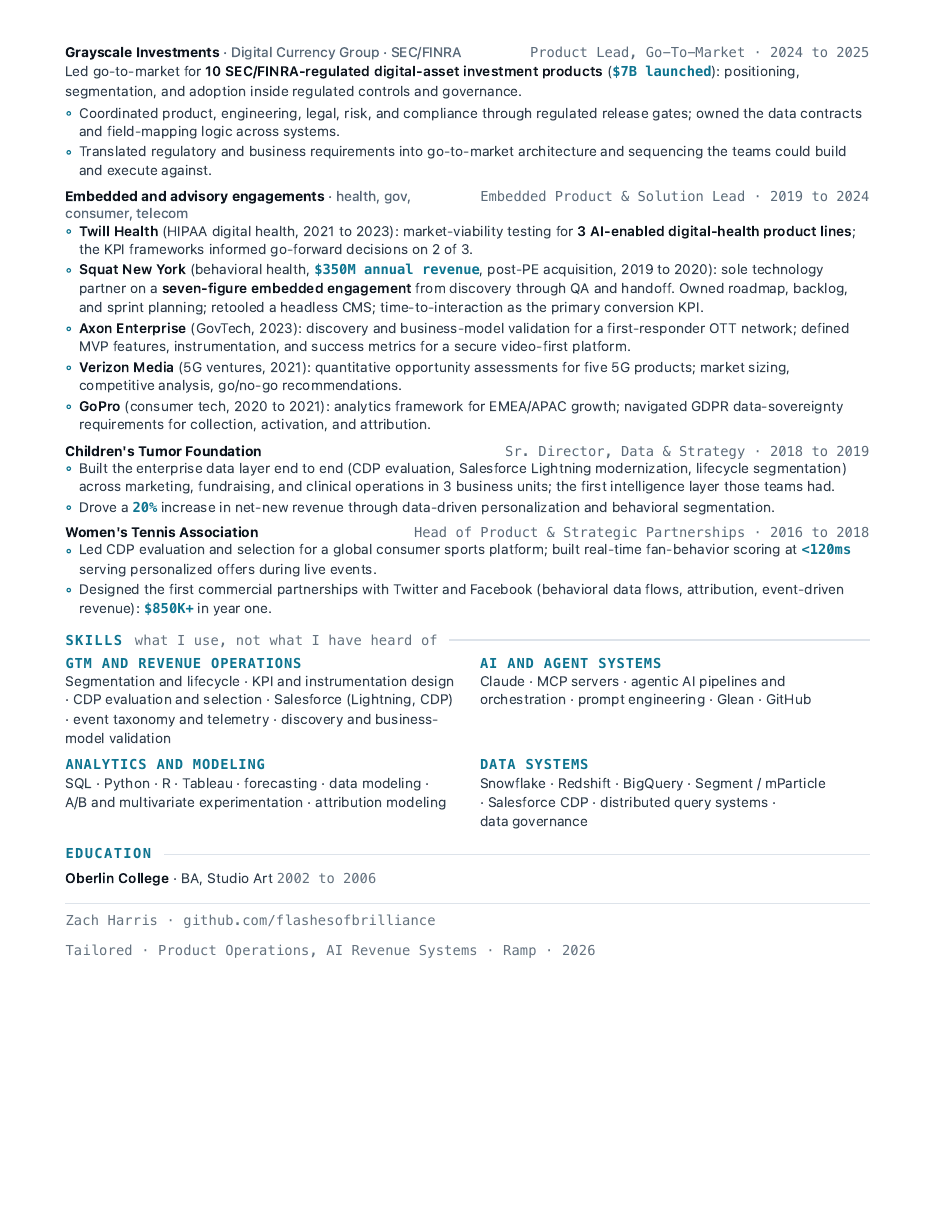 Grayscale Investments · Digital Currency Group · SEC/FINRA Product Lead, Go–To–Market · 2024 to 2025
Led go-to-market for 10 SEC/FINRA-regulated digital-asset investment products ($7B launched): positioning,
segmentation, and adoption inside regulated controls and governance.
Coordinated product, engineering, legal, risk, and compliance through regulated release gates; owned the data contracts
and field-mapping logic across systems.
Translated regulatory and business requirements into go-to-market architecture and sequencing the teams could build
and execute against.
Embedded and advisory engagements · health, gov, Embedded Product & Solution Lead · 2019 to 2024
consumer, telecom
Twill Health (HIPAA digital health, 2021 to 2023): market-viability testing for 3 AI-enabled digital-health product lines;
the KPI frameworks informed go-forward decisions on 2 of 3.
Squat New York (behavioral health, $350M annual revenue, post-PE acquisition, 2019 to 2020): sole technology
partner on a seven-figure embedded engagement from discovery through QA and handoff. Owned roadmap, backlog,
and sprint planning; retooled a headless CMS; time-to-interaction as the primary conversion KPI.
Axon Enterprise (GovTech, 2023): discovery and business-model validation for a first-responder OTT network; defined
MVP features, instrumentation, and success metrics for a secure video-first platform.
Verizon Media (5G ventures, 2021): quantitative opportunity assessments for five 5G products; market sizing,
competitive analysis, go/no-go recommendations.
GoPro (consumer tech, 2020 to 2021): analytics framework for EMEA/APAC growth; navigated GDPR data-sovereignty
requirements for collection, activation, and attribution.
Children's Tumor Foundation Sr. Director, Data & Strategy · 2018 to 2019
Built the enterprise data layer end to end (CDP evaluation, Salesforce Lightning modernization, lifecycle segmentation)
across marketing, fundraising, and clinical operations in 3 business units; the first intelligence layer those teams had.
Drove a 20% increase in net-new revenue through data-driven personalization and behavioral segmentation.
Women's Tennis Association Head of Product & Strategic Partnerships · 2016 to 2018
Led CDP evaluation and selection for a global consumer sports platform; built real-time fan-behavior scoring at <120ms
serving personalized offers during live events.
Designed the first commercial partnerships with Twitter and Facebook (behavioral data flows, attribution, event-driven
revenue): $850K+ in year one.
SKILLS what I use, not what I have heard of
GTM AND REVENUE OPERATIONS
Segmentation and lifecycle · KPI and instrumentation design
· CDP evaluation and selection · Salesforce (Lightning, CDP)
· event taxonomy and telemetry · discovery and business-
model validation
AI AND AGENT SYSTEMS
Claude · MCP servers · agentic AI pipelines and
orchestration · prompt engineering · Glean · GitHub
ANALYTICS AND MODELING
SQL · Python · R · Tableau · forecasting · data modeling ·
A/B and multivariate experimentation · attribution modeling
DATA SYSTEMS
Snowflake · Redshift · BigQuery · Segment / mParticle
· Salesforce CDP · distributed query systems ·
data governance
EDUCATION
Oberlin College · BA, Studio Art 2002 to 2006
Zach Harris · github.com/flashesofbrilliance
Tailored · Product Operations, AI Revenue Systems · Ramp · 2026